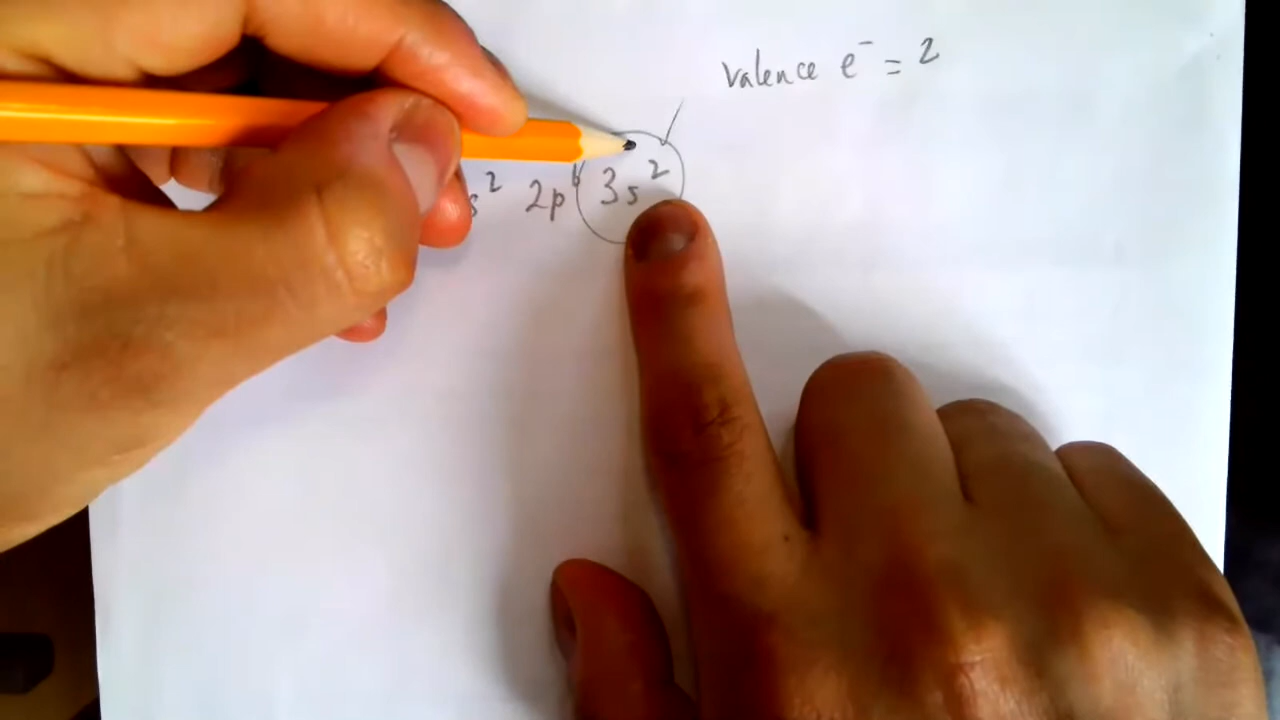 valence e⁻ = 2
s² 2p⁶ 3s²